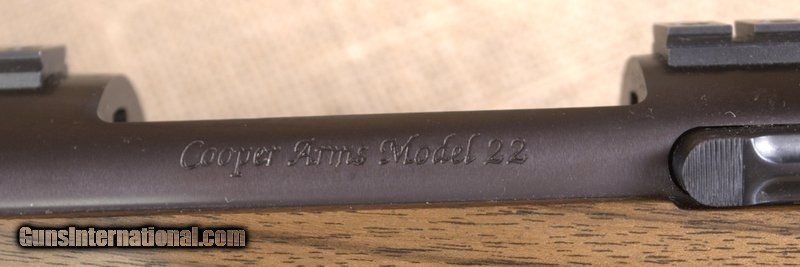 Cooper Arms Model 22
GunsInternational.com